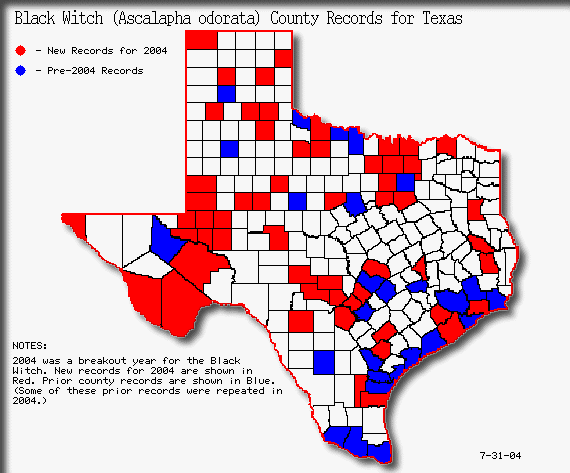 Black Witch (Ascalapha odorata) County Records for Texas
- New Records for 2004
- Pre-2004 Records
NOTES:
2004 was a breakout year for the Black
Witch. New records for 2004 are shown in
Red. Prior county records are shown in Blue.
(Some of these prior records were repeated in
2004.)
7-31-04